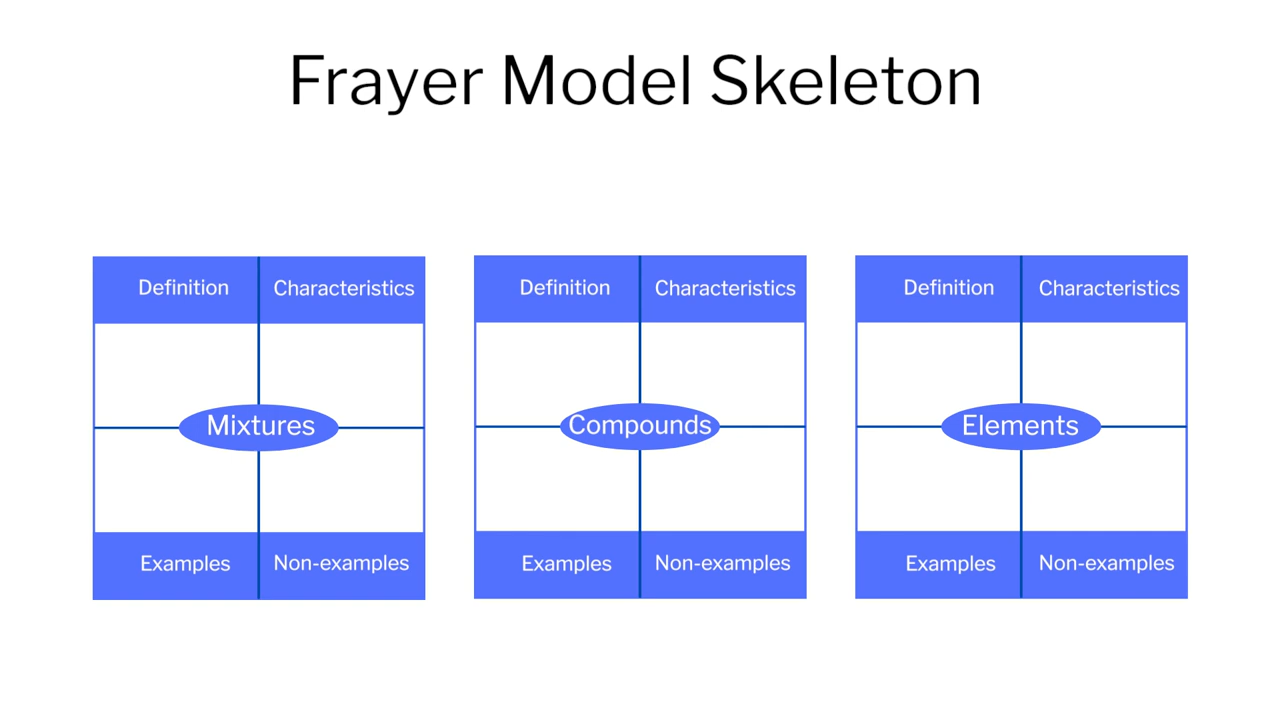 Frayer Model Skeleton
Definition Characteristics
Mixtures
Examples Non-examples
Definition Characteristics
Compounds
Examples Non-examples
Definition Characteristics
Elements
Examples Non-examples